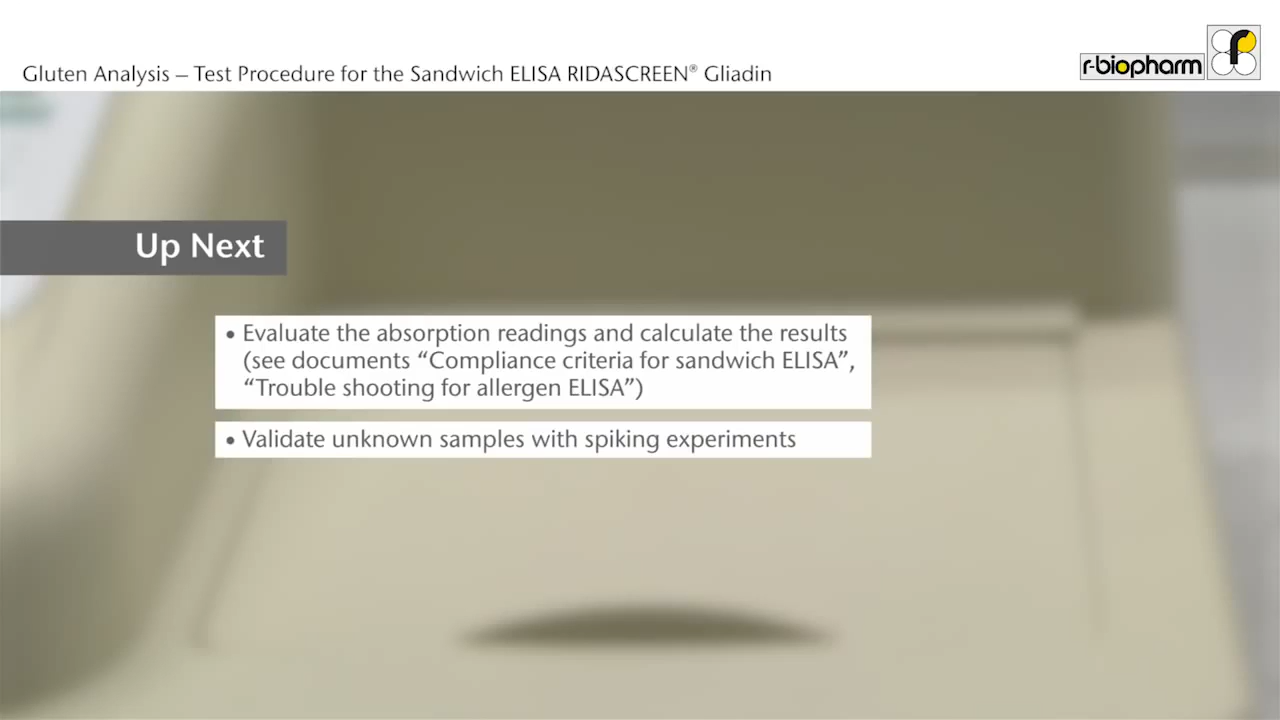 Gluten Analysis – Test Procedure for the Sandwich ELISA RIDASCREEN® Gliadin
r-biopharm
Up Next
• Evaluate the absorption readings and calculate the results
(see documents “Compliance criteria for sandwich ELISA”,
“Trouble shooting for allergen ELISA”)
• Validate unknown samples with spiking experiments